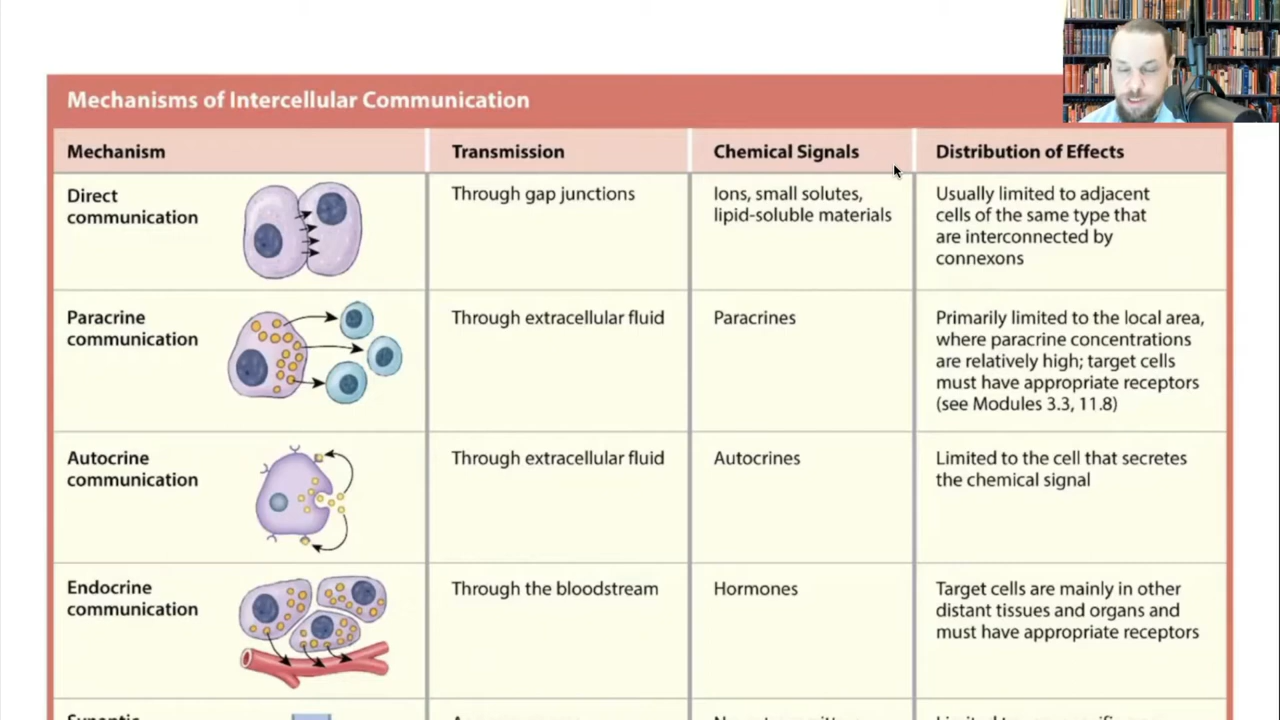 Mechanisms of Intercellular Communication
Mechanism
Transmission
Chemical Signals
Distribution of Effects
Direct
communication
Through gap junctions
Ions, small solutes,
lipid-soluble materials
Usually limited to adjacent
cells of the same type that
are interconnected by
connexons
Paracrine
communication
Through extracellular fluid
Paracrines
Primarily limited to the local area,
where paracrine concentrations
are relatively high; target cells
must have appropriate receptors
(see Modules 3.3, 11.8)
Autocrine
communication
Through extracellular fluid
Autocrines
Limited to the cell that secretes
the chemical signal
Endocrine
communication
Through the bloodstream
Hormones
Target cells are mainly in other
distant tissues and organs and
must have appropriate receptors